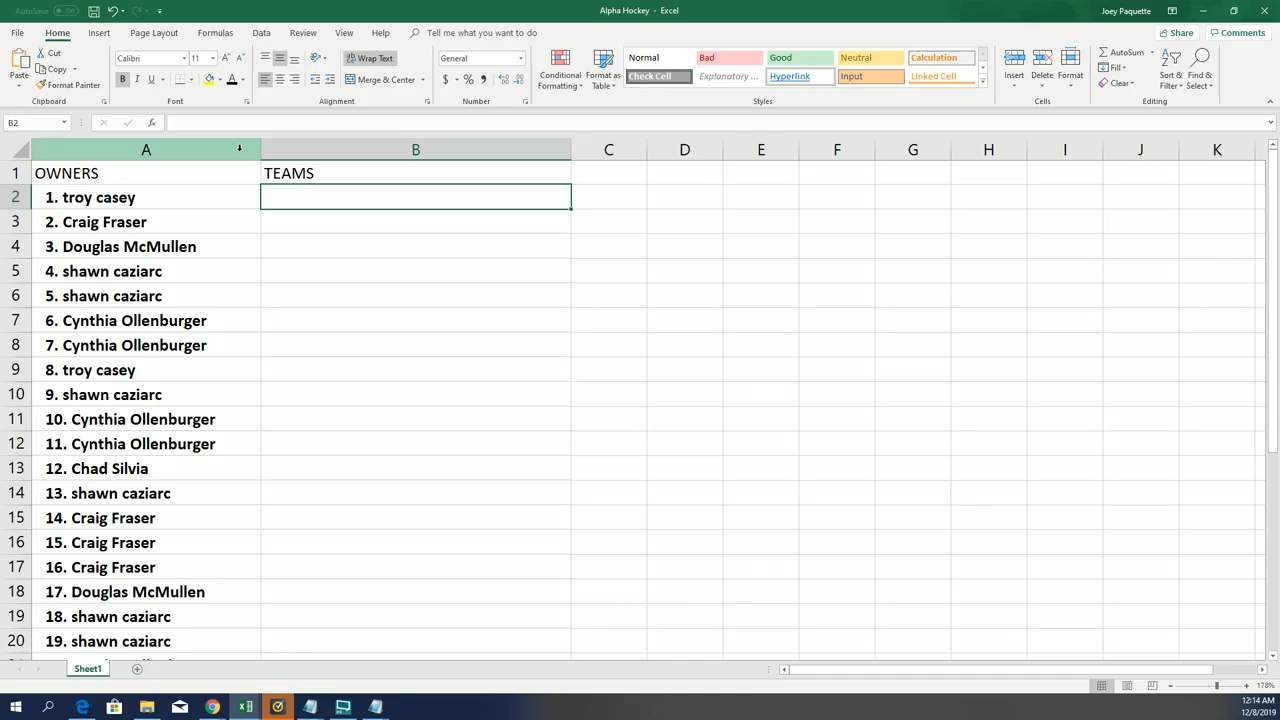 AutoSave Off
Alpha Hockey - Excel
Joey Paquette
File Home Insert Page Layout Formulas Data Review View Help Tell me what you want to do
Share Comments
Paste Cut Copy Format Painter
Clipboard
Calibri 11
B I U
Font
Wrap Text
Merge & Center
Alignment
General
$ % ,
Number
Conditional Formatting
Format as Table
Normal Bad Good Neutral Calculation
Check Cell Explanatory ... Hyperlink Input Linked Cell
Styles
Insert Delete Format
Cells
AutoSum
Fill
Clear
Sort & Filter
Find & Select
Editing
B2 fx
A B C D E F G H I J K
1 OWNERS TEAMS
2 1. troy casey
3 2. Craig Fraser
4 3. Douglas McMullen
5 4. shawn caziarc
6 5. shawn caziarc
7 6. Cynthia Ollenburger
8 7. Cynthia Ollenburger
9 8. troy casey
10 9. shawn caziarc
11 10. Cynthia Ollenburger
12 11. Cynthia Ollenburger
13 12. Chad Silvia
14 13. shawn caziarc
15 14. Craig Fraser
16 15. Craig Fraser
17 16. Craig Fraser
18 17. Douglas McMullen
19 18. shawn caziarc
20 19. shawn caziarc
Sheet1
178%
12:14 AM
12/8/2019